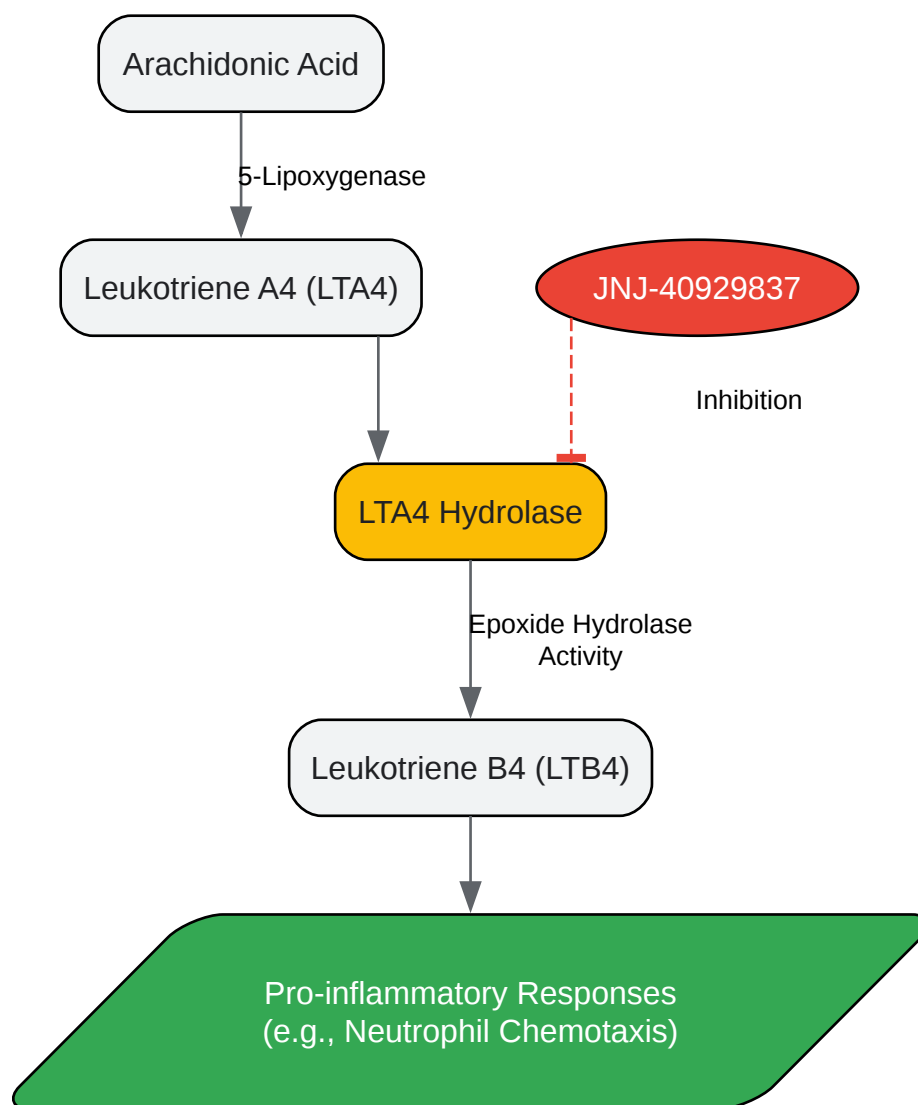 Arachidonic Acid
5-Lipoxygenase
Leukotriene A4 (LTA4)
JNJ-40929837
Inhibition
LTA4 Hydrolase
Epoxide Hydrolase
Activity
Leukotriene B4 (LTB4)
Pro-inflammatory Responses
(e.g., Neutrophil Chemotaxis)